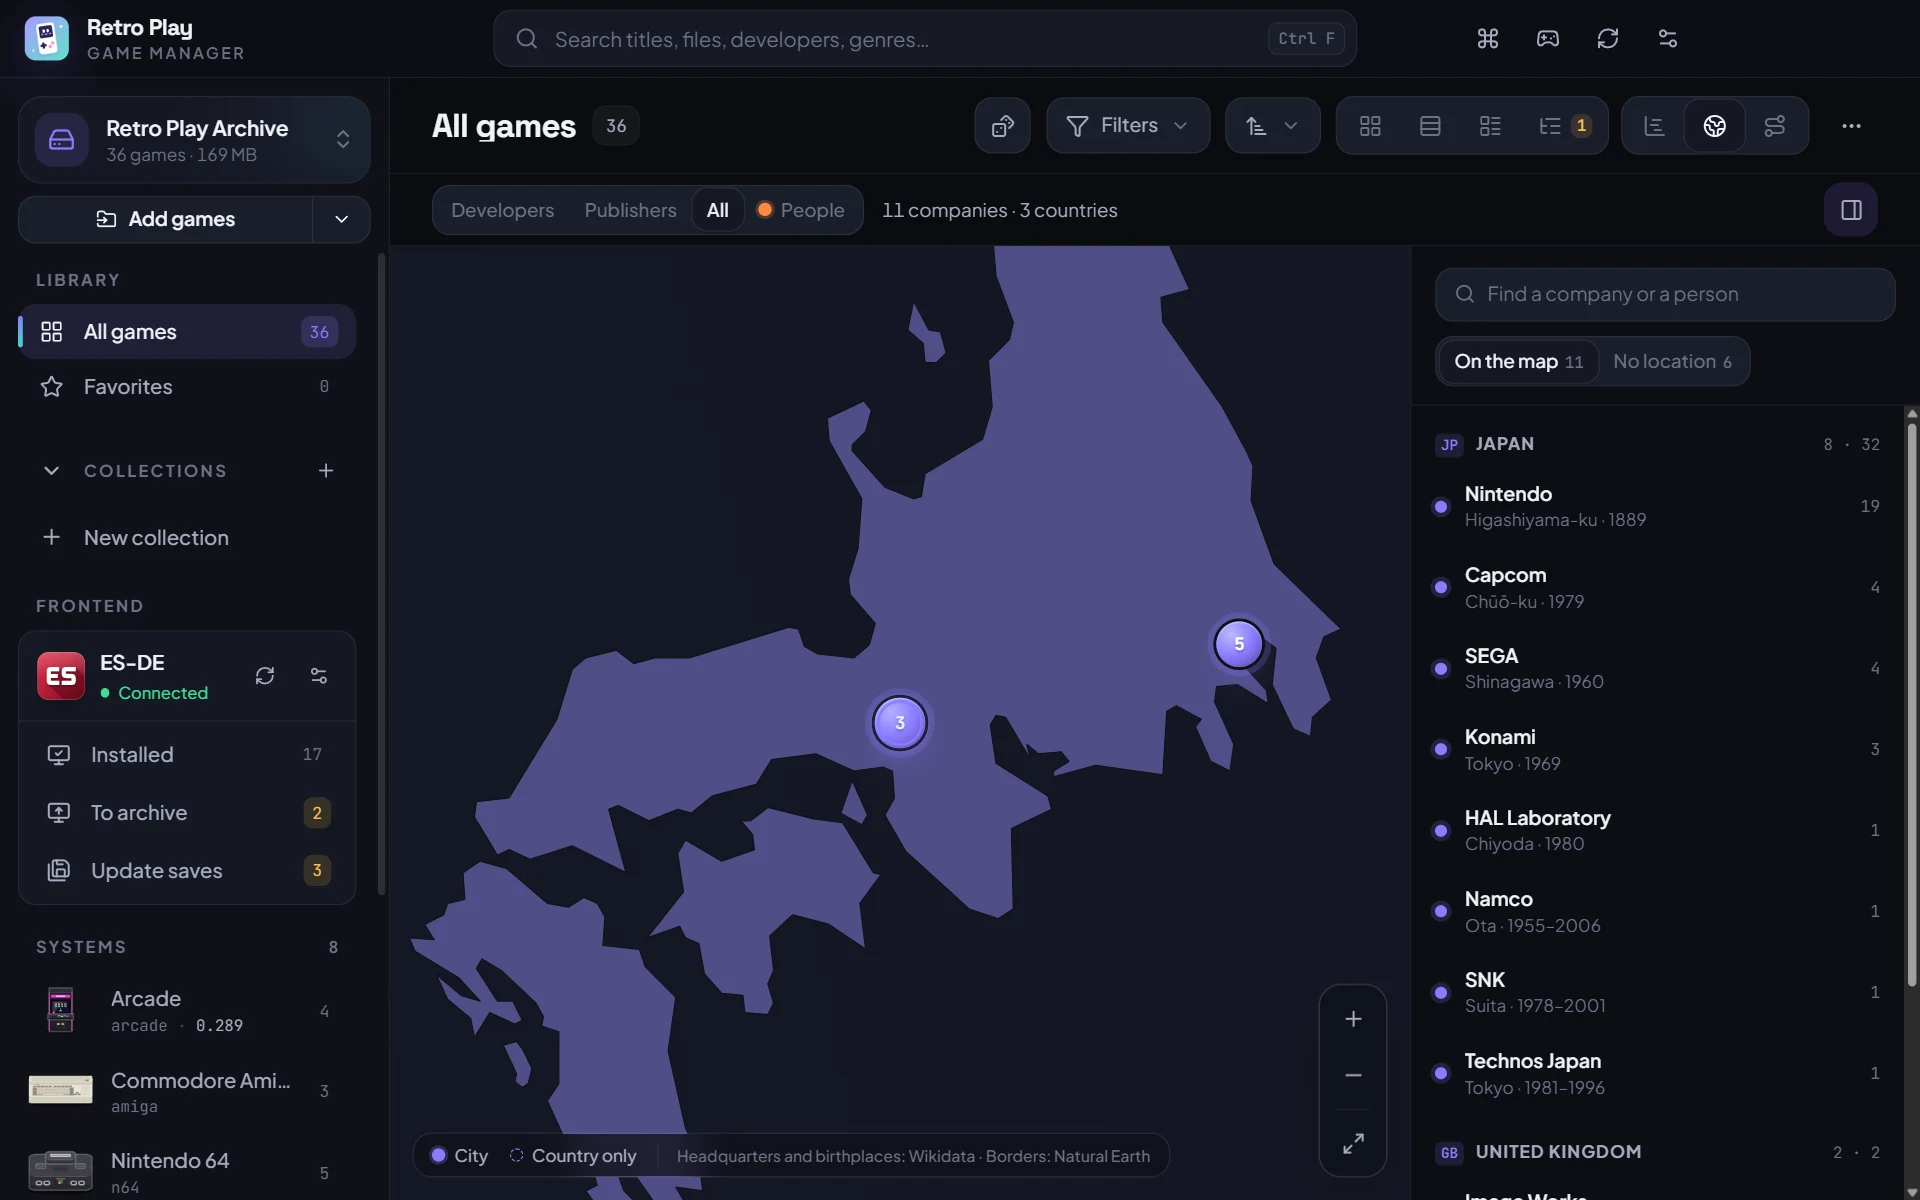 Retro Play
GAME MANAGER
Search titles, files, developers, genres...
Ctrl F
Retro Play Archive
36 games · 169 MB
Add games
LIBRARY
All games 36
Favorites 0
COLLECTIONS
New collection
FRONTEND
ES
ES-DE
Connected
Installed 17
To archive 2
Update saves 3
SYSTEMS 8
Arcade
arcade · 0.289
4
Commodore Ami...
amiga
3
Nintendo 64
n64
5
All games 36
Filters
1
Developers Publishers All People 11 companies · 3 countries
5
3
City Country only Headquarters and birthplaces: Wikidata · Borders: Natural Earth
Find a company or a person
On the map 11 No location 6
JP JAPAN 8 · 32
Nintendo
Higashiyama-ku · 1889
19
Capcom
Chūō-ku · 1979
4
SEGA
Shinagawa · 1960
4
Konami
Tokyo · 1969
3
HAL Laboratory
Chiyoda · 1980
1
Namco
Ota · 1955–2006
1
SNK
Suita · 1978–2001
1
Technos Japan
Tokyo · 1981–1996
1
GB UNITED KINGDOM 2 · 2
Image Works